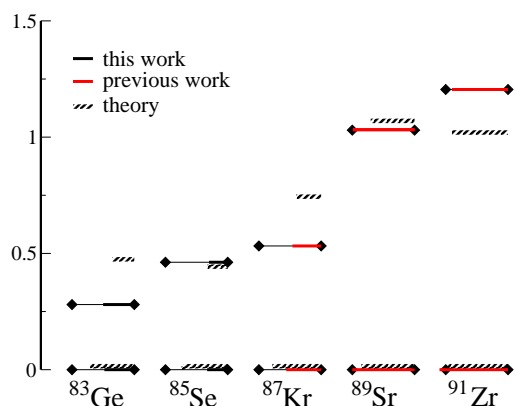 1.5
this work
previous work
theory
1
0.5
0
⁸³Ge ⁸⁵Se ⁸⁷Kr ⁸⁹Sr ⁹¹Zr